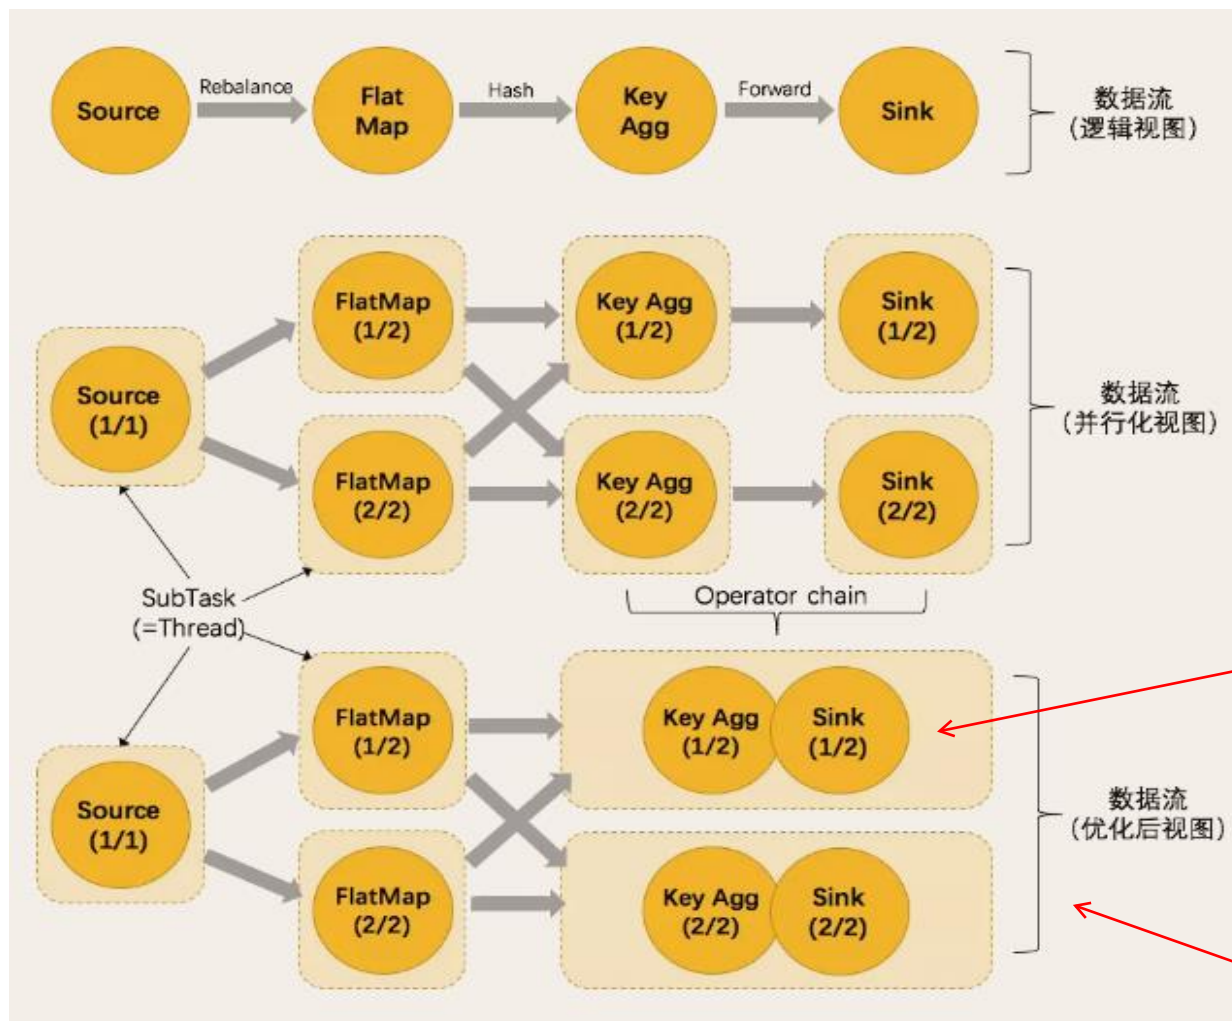 Source
Rebalance
Flat
Map
Hash
Key
Agg
Forward
Sink
数据流
(逻辑视图)
Source
(1/1)
FlatMap
(1/2)
Key Agg
(1/2)
Sink
(1/2)
FlatMap
(2/2)
Key Agg
(2/2)
Sink
(2/2)
数据流
(并行化视图)
SubTask
(=Thread)
Operator chain
Source
(1/1)
FlatMap
(1/2)
Key Agg
(1/2)
Sink
(1/2)
FlatMap
(2/2)
Key Agg
(2/2)
Sink
(2/2)
数据流
(优化后视图)